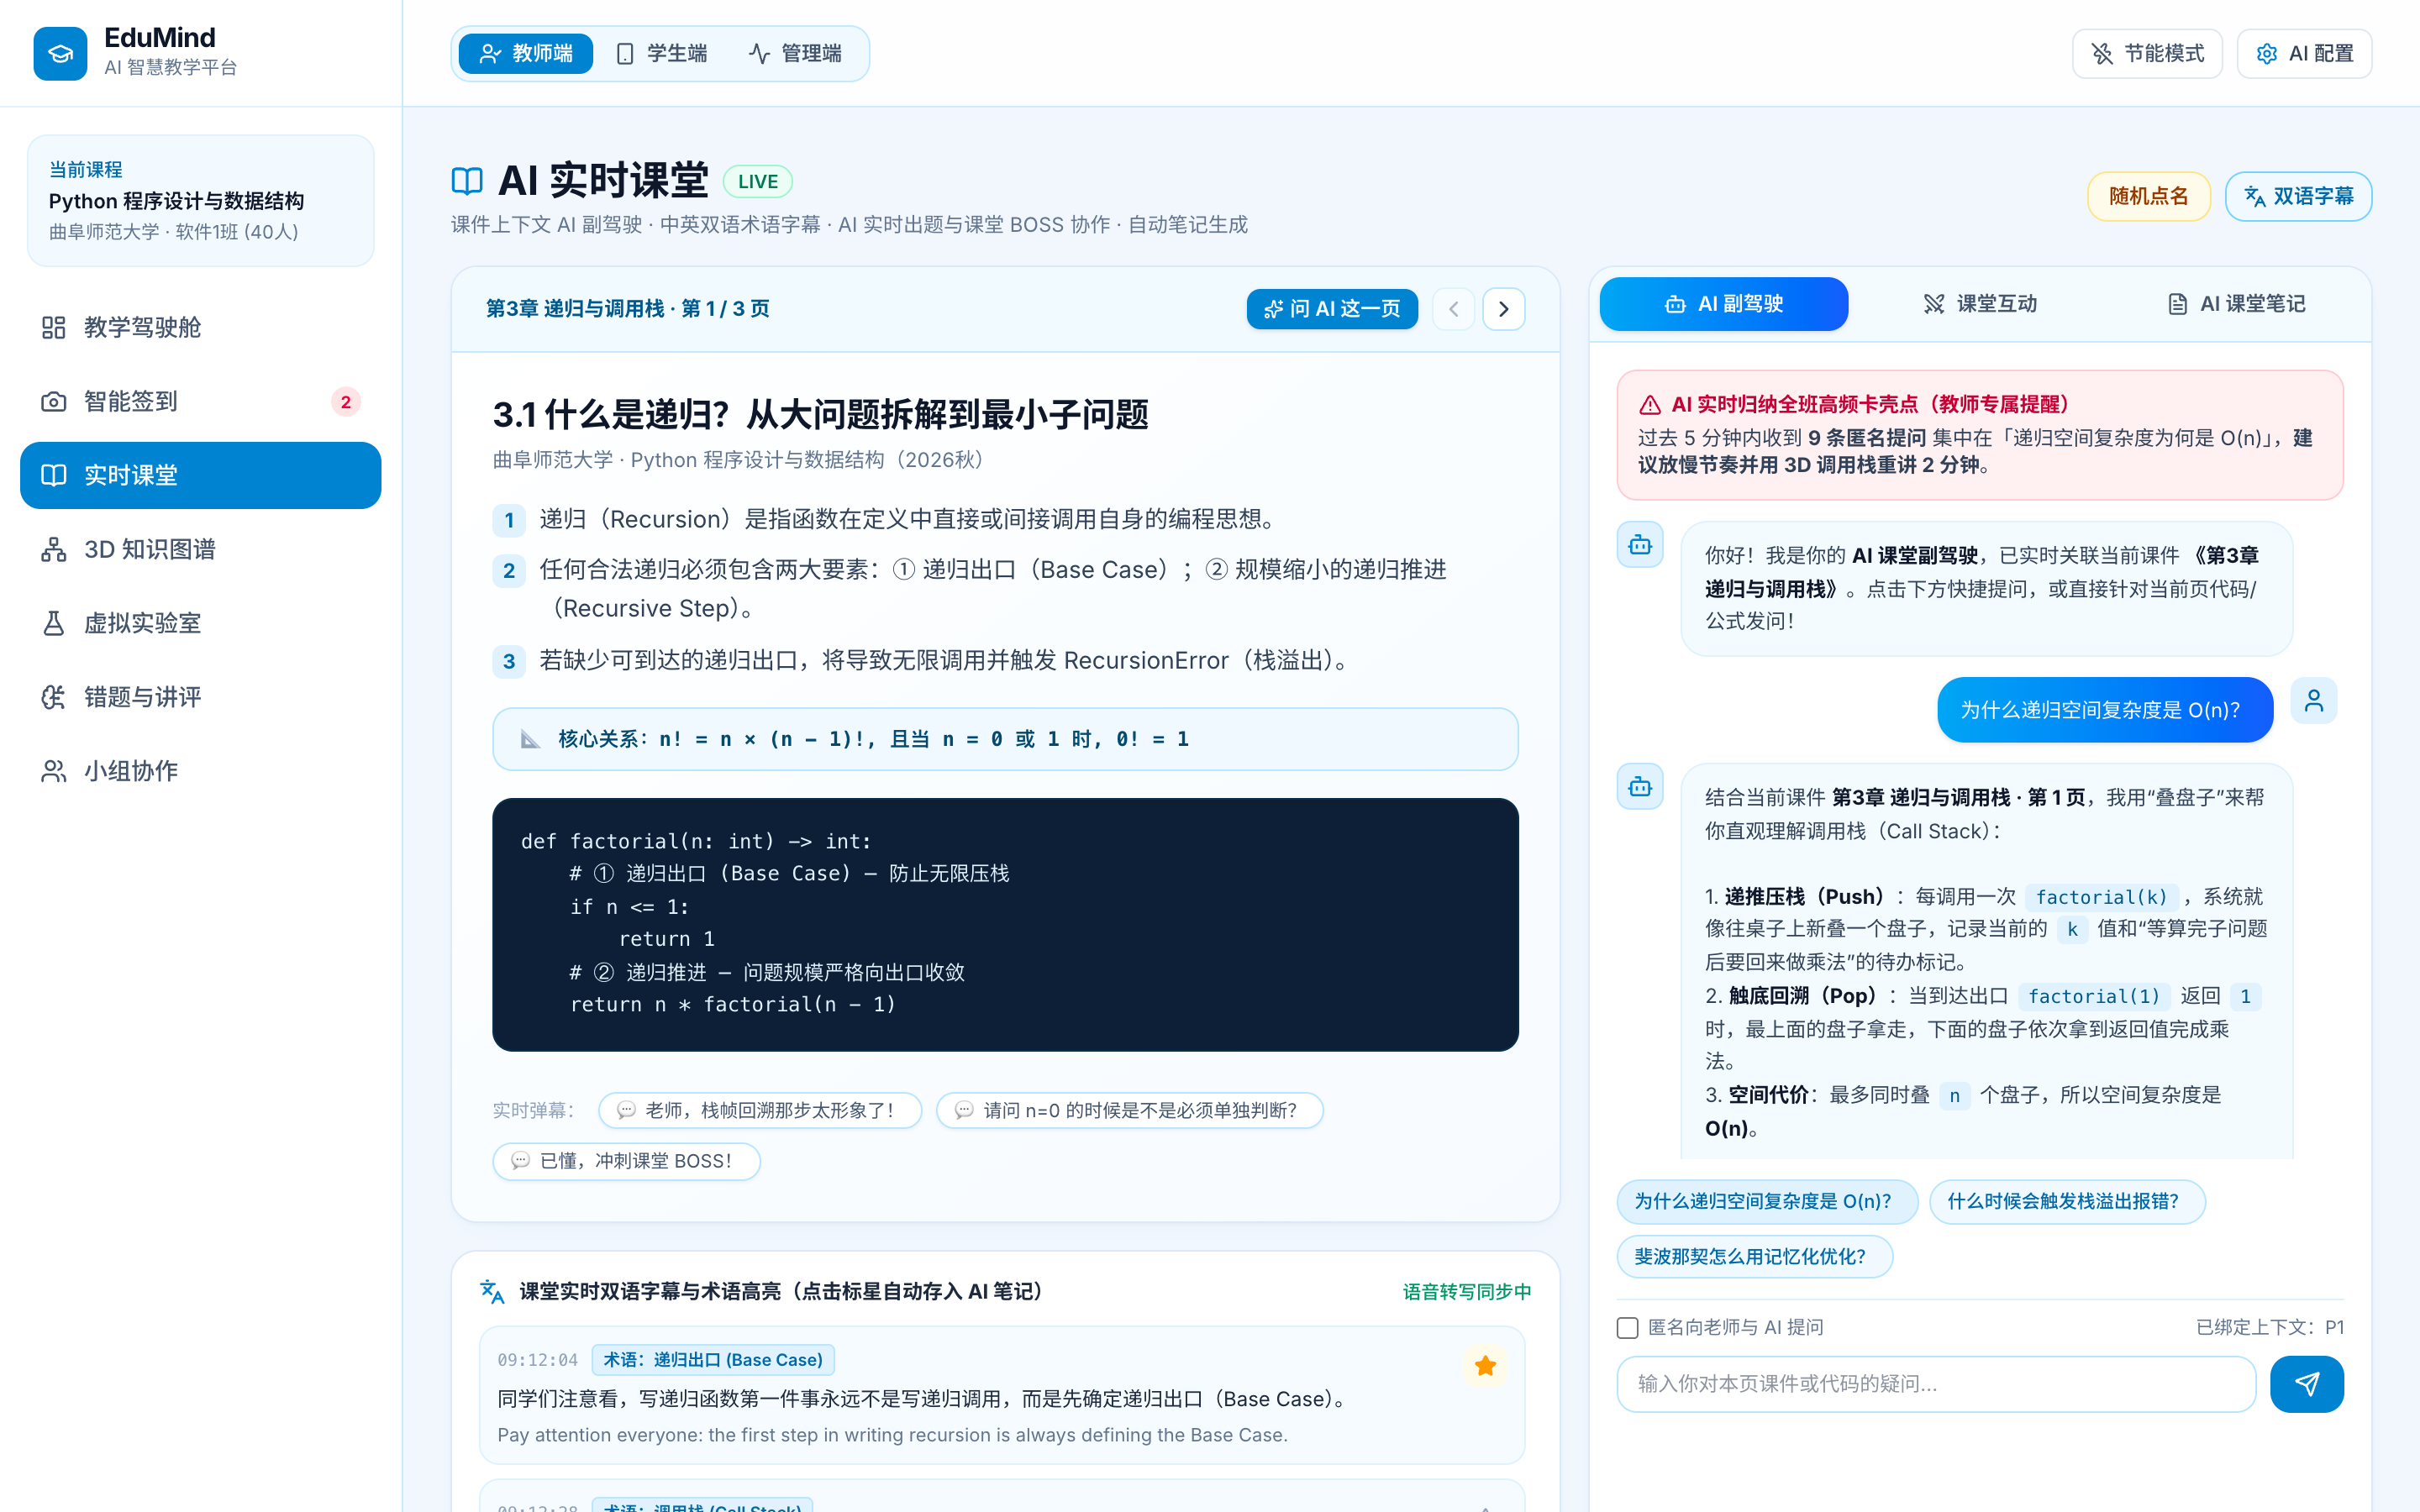 EduMind
AI 智慧教学平台
教师端
学生端
管理端
节能模式
AI 配置
当前课程
Python 程序设计与数据结构
曲阜师范大学 · 软件1班 (40人)
教学驾驶舱
智能签到
2
实时课堂
3D 知识图谱
虚拟实验室
错题与讲评
小组协作
AI 实时课堂
LIVE
课件上下文 AI 副驾驶 · 中英双语术语字幕 · AI 实时出题与课堂 BOSS 协作 · 自动笔记生成
随机点名
双语字幕
第3章 递归与调用栈 · 第 1 / 3 页
问 AI 这一页
3.1 什么是递归？从大问题拆解到最小子问题
曲阜师范大学 · Python 程序设计与数据结构（2026秋）
1 递归（Recursion）是指函数在定义中直接或间接调用自身的编程思想。
2 任何合法递归必须包含两大要素：① 递归出口（Base Case）；② 规模缩小的递归推进
（Recursive Step）。
3 若缺少可到达的递归出口，将导致无限调用并触发 RecursionError（栈溢出）。
📐 核心关系：n! = n × (n − 1)!, 且当 n = 0 或 1 时, 0! = 1
def factorial(n: int) -> int:
    # ① 递归出口 (Base Case) — 防止无限压栈
    if n <= 1:
        return 1
    # ② 递归推进 — 问题规模严格向出口收敛
    return n * factorial(n - 1)
实时弹幕：
💬 老师，栈帧回溯那步太形象了！
💬 请问 n=0 的时候是不是必须单独判断？
💬 已懂，冲刺课堂 BOSS！
课堂实时双语字幕与术语高亮（点击标星自动存入 AI 笔记）
语音转写同步中
09:12:04
术语：递归出口 (Base Case)
同学们注意看，写递归函数第一件事永远不是写递归调用，而是先确定递归出口（Base Case）。
Pay attention everyone: the first step in writing recursion is always defining the Base Case.
09:12:28
术语：调用栈 (Call Stack)
AI 副驾驶
课堂互动
AI 课堂笔记
AI 实时归纳全班高频卡壳点（教师专属提醒）
过去 5 分钟内收到 9 条匿名提问 集中在「递归空间复杂度为何是 O(n)」，建
议放慢节奏并用 3D 调用栈重讲 2 分钟。
你好！我是你的 AI 课堂副驾驶，已实时关联当前课件 《第3章
递归与调用栈》。点击下方快捷提问，或直接针对当前页代码/
公式发问！
为什么递归空间复杂度是 O(n)？
结合当前课件 第3章 递归与调用栈 · 第 1 页，我用“叠盘子”来帮
你直观理解调用栈（Call Stack）：
1. 递推压栈（Push）：每调用一次 factorial(k)，系统就
像往桌子上新叠一个盘子，记录当前的 k 值和“等算完子问题
后要回来做乘法”的待办标记。
2. 触底回溯（Pop）：当到达出口 factorial(1) 返回 1
时，最上面的盘子拿走，下面的盘子依次拿到返回值完成乘
法。
3. 空间代价：最多同时叠 n 个盘子，所以空间复杂度是
O(n)。
为什么递归空间复杂度是 O(n)？
什么时候会触发栈溢出报错？
斐波那契怎么用记忆化优化？
匿名向老师与 AI 提问
已绑定上下文：P1
输入你对本页课件或代码的疑问...